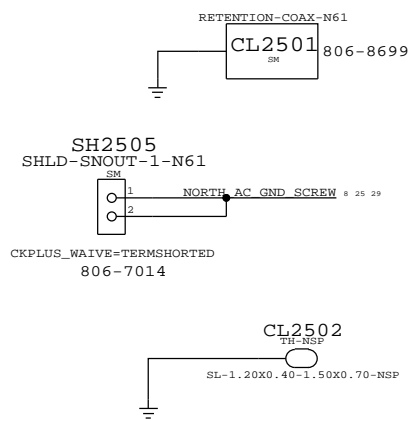 RETENTION-COAX-N61
CL2501
SM
806-8699
SH2505
SHLD-SNOUT-1-N61
SM
1
NORTH_AC_GND_SCREW 8 25 29
2
CKPLUS_WAIVE=TERMSHORTED
806-7014
CL2502
TH-NSP
SL-1.20X0.40-1.50X0.70-NSP